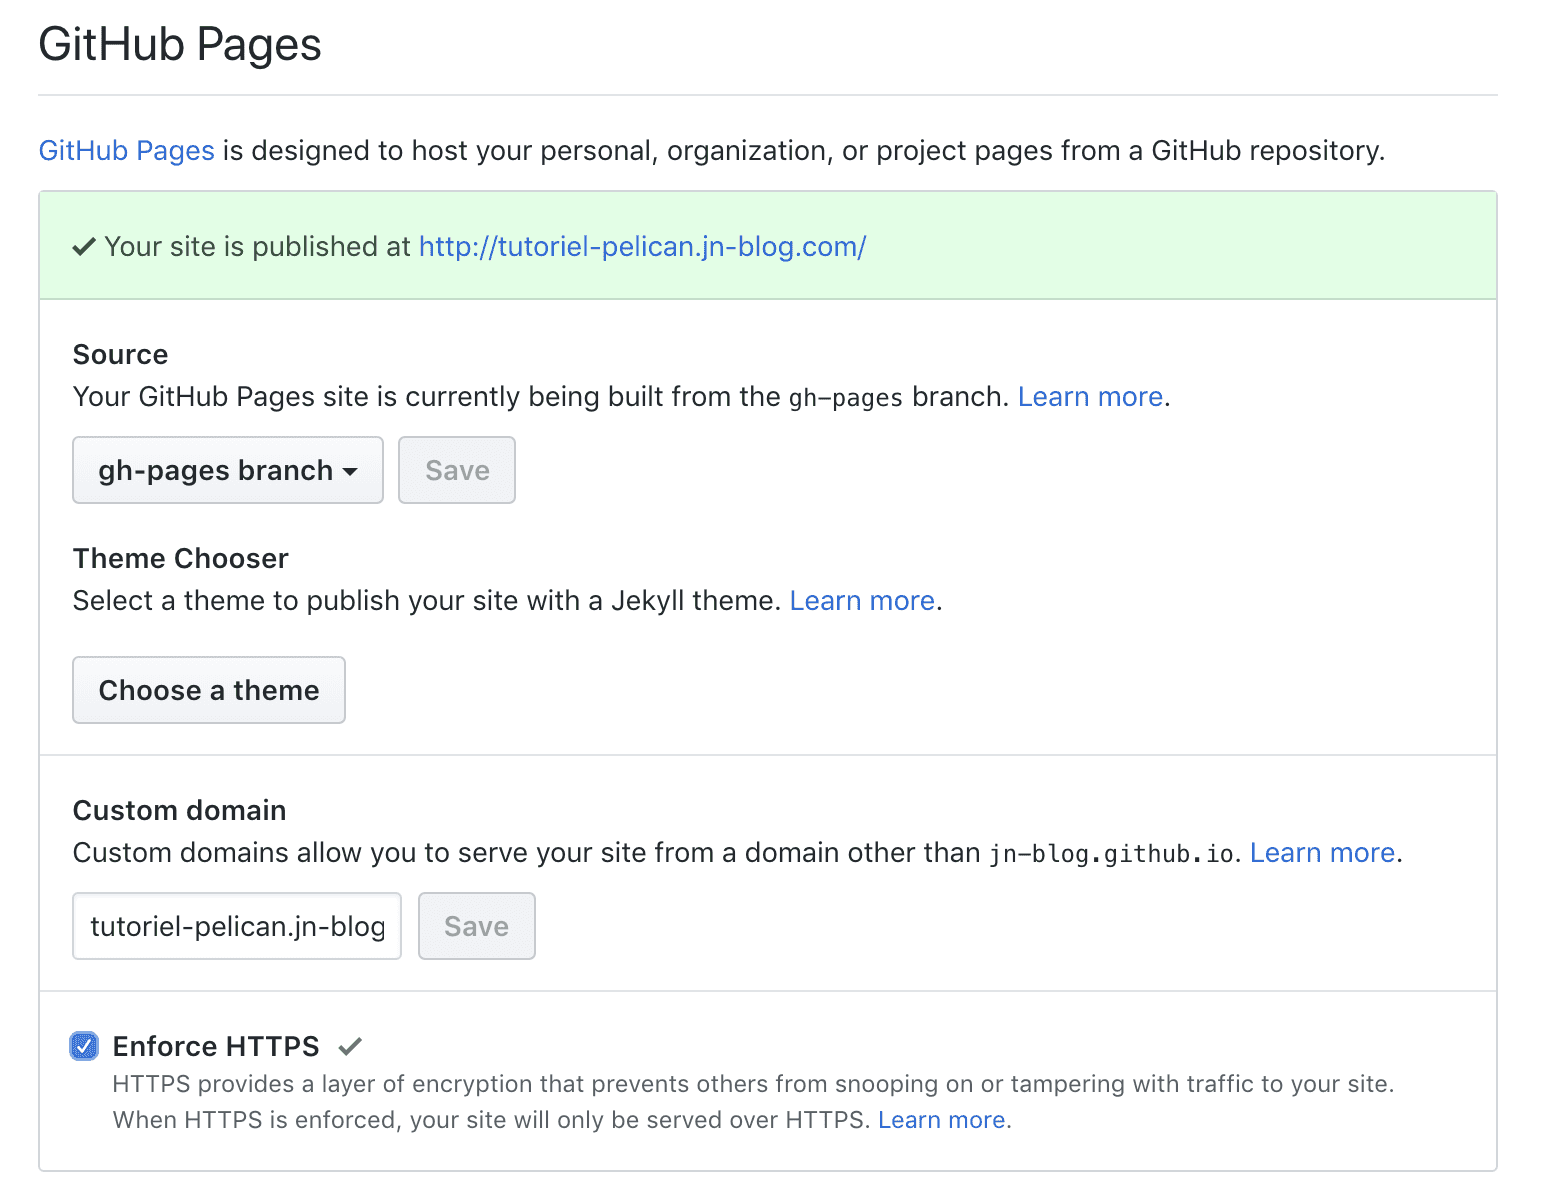 GitHub Pages
GitHub Pages is designed to host your personal, organization, or project pages from a GitHub repository.
Your site is published at http://tutoriel-pelican.jn-blog.com/
Source
Your GitHub Pages site is currently being built from the gh-pages branch. Learn more.
gh-pages branch Save
Theme Chooser
Select a theme to publish your site with a Jekyll theme. Learn more.
Choose a theme
Custom domain
Custom domains allow you to serve your site from a domain other than jn-blog.github.io. Learn more.
tutoriel-pelican.jn-blog Save
Enforce HTTPS
HTTPS provides a layer of encryption that prevents others from snooping on or tampering with traffic to your site.
When HTTPS is enforced, your site will only be served over HTTPS. Learn more.